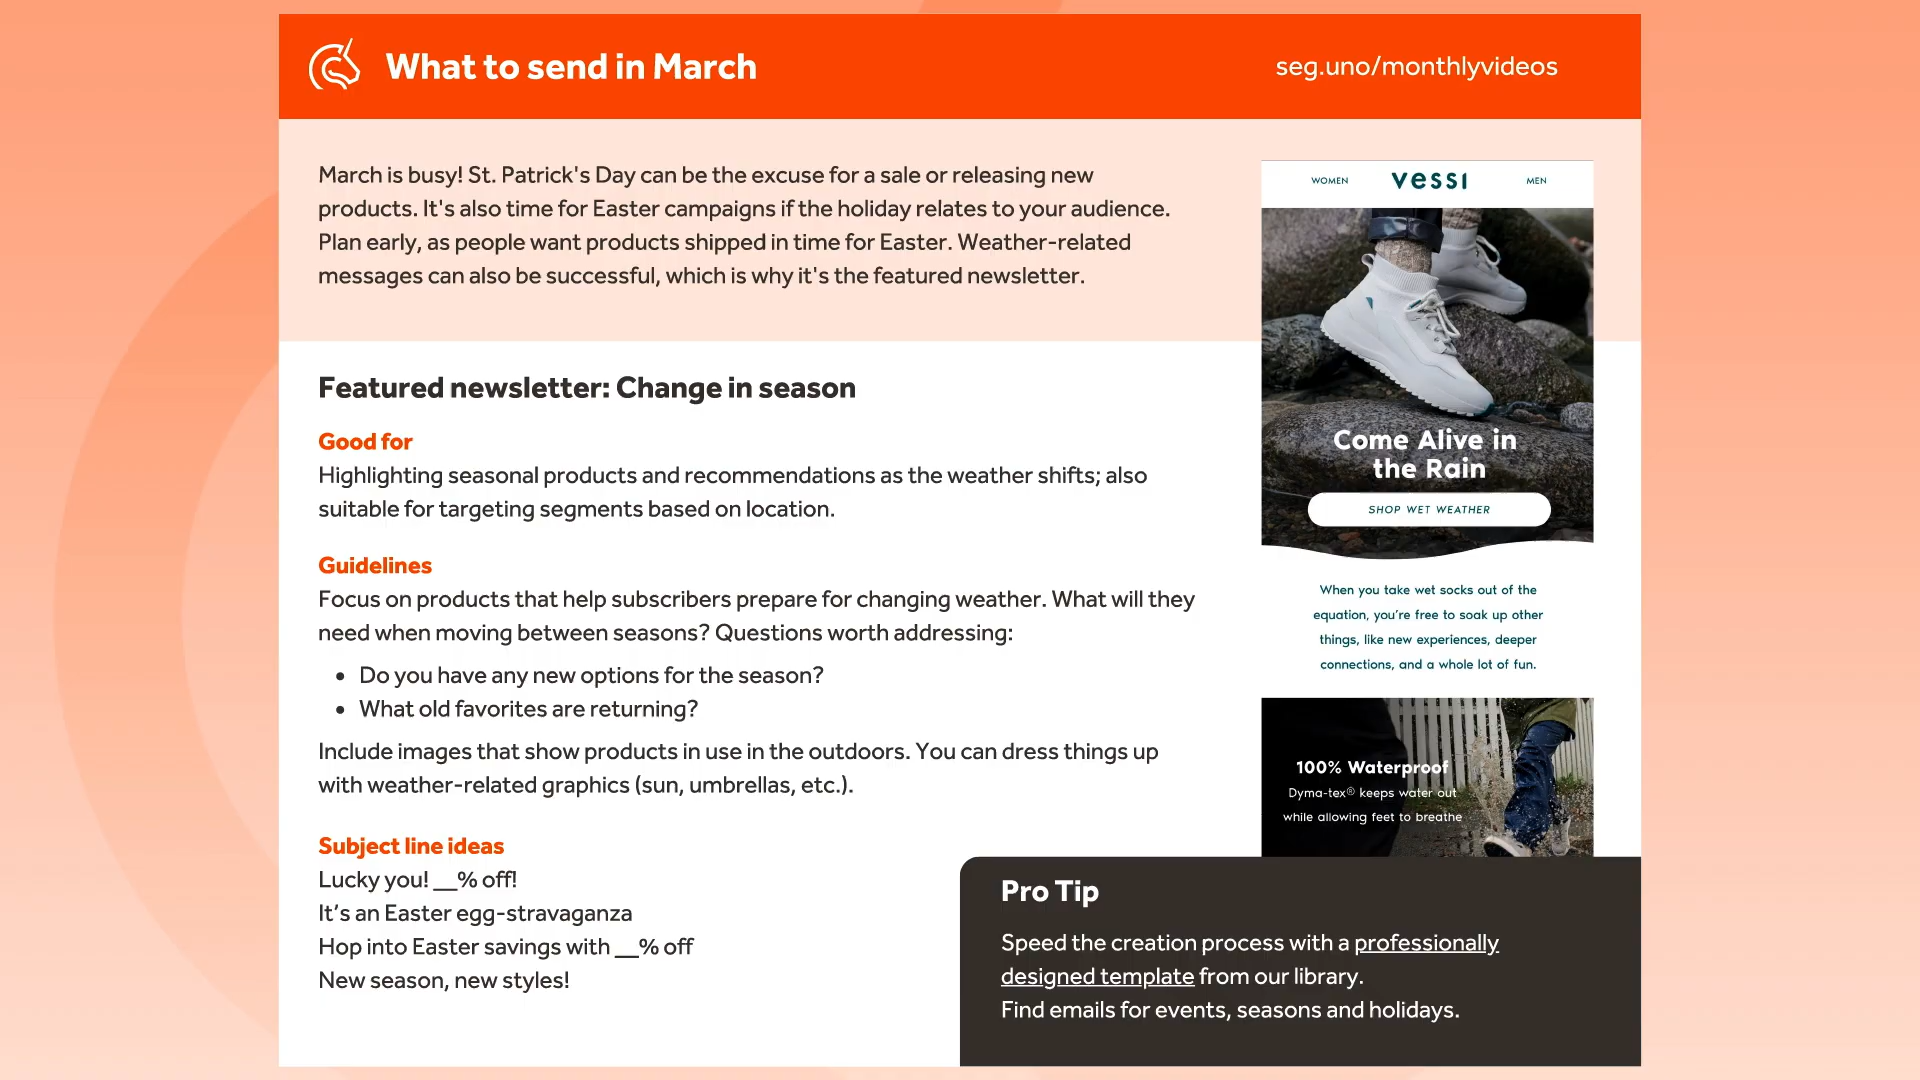 What to send in March
seg.uno/monthlyvideos
March is busy! St. Patrick's Day can be the excuse for a sale or releasing new
products. It's also time for Easter campaigns if the holiday relates to your audience.
Plan early, as people want products shipped in time for Easter. Weather-related
messages can also be successful, which is why it's the featured newsletter.
Featured newsletter: Change in season
Good for
Highlighting seasonal products and recommendations as the weather shifts; also
suitable for targeting segments based on location.
Guidelines
Focus on products that help subscribers prepare for changing weather. What will they
need when moving between seasons? Questions worth addressing:
• Do you have any new options for the season?
• What old favorites are returning?
Include images that show products in use in the outdoors. You can dress things up
with weather-related graphics (sun, umbrellas, etc.).
Subject line ideas
Lucky you! __% off!
It’s an Easter egg-stravaganza
Hop into Easter savings with __% off
New season, new styles!
WOMEN vessi MEN
Come Alive in
the Rain
SHOP WET WEATHER
When you take wet socks out of the
equation, you’re free to soak up other
things, like new experiences, deeper
connections, and a whole lot of fun.
100% Waterproof
Dyma-tex® keeps water out
while allowing feet to breathe
Pro Tip
Speed the creation process with a professionally
designed template from our library.
Find emails for events, seasons and holidays.